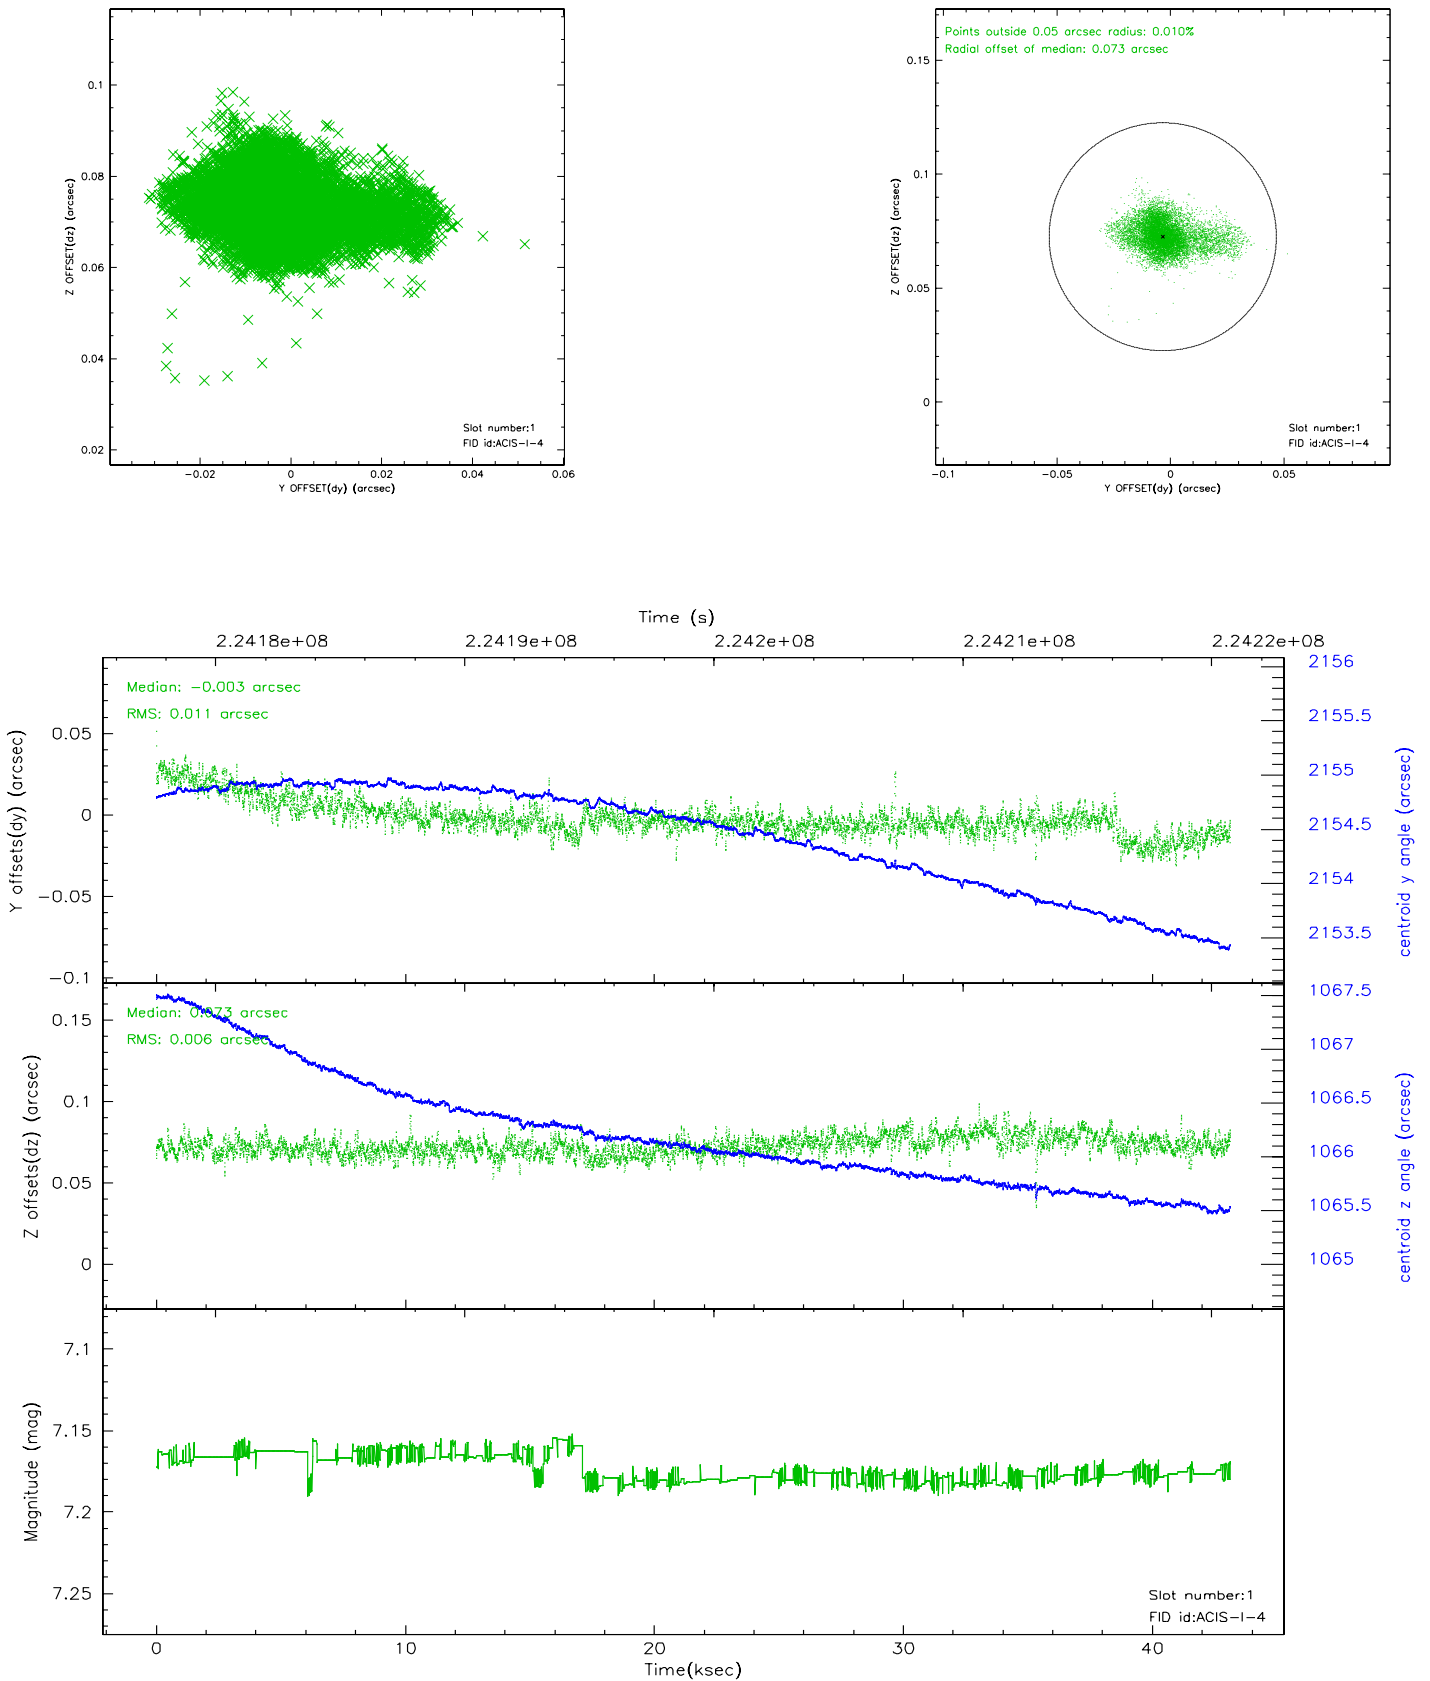 0.1
0.08
0.06
0.04
0.02
Z OFFSET(dz) (arcsec)
Slot number:1
FID id:ACIS-I-4
-0.02
0
0.02
0.04
0.06
Y OFFSET(dy) (arcsec)
Points outside 0.05 arcsec radius: 0.010%
Radial offset of median: 0.073 arcsec
0.15
0.1
0.05
0
Z OFFSET(dz) (arcsec)
Slot number:1
FID id:ACIS-I-4
-0.1
-0.05
0
0.05
Y OFFSET(dy) (arcsec)
Time (s)
2.2418e+08
2.2419e+08
2.242e+08
2.2421e+08
2.2422e+08
Median: -0.003 arcsec
RMS: 0.011 arcsec
0.05
0
-0.05
-0.1
Y offsets(dy) (arcsec)
2156
2155.5
2155
2154.5
2154
2153.5
centroid y angle (arcsec)
Median: 0.073 arcsec
RMS: 0.006 arcsec
0.15
0.1
0.05
0
Z offsets(dz) (arcsec)
1067.5
1067
1066.5
1066
1065.5
1065
centroid z angle (arcsec)
7.1
7.15
7.2
7.25
Magnitude (mag)
Slot number:1
FID id:ACIS-I-4
0
10
20
30
40
Time(ksec)